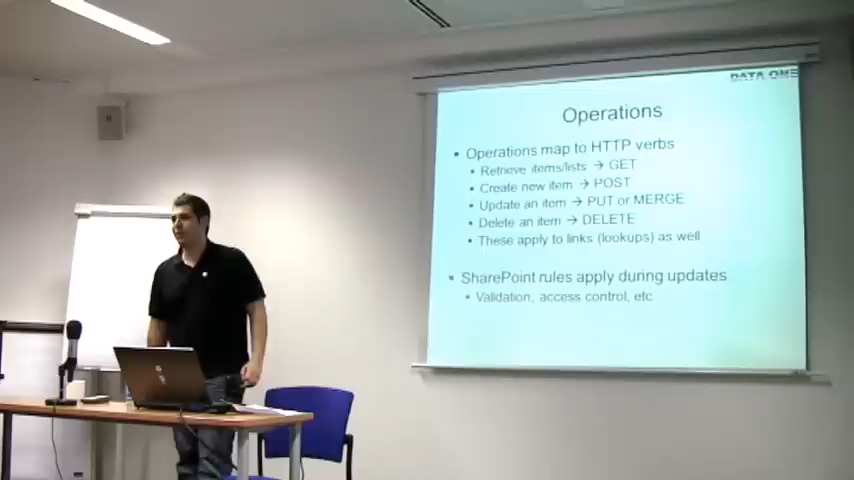 DATA ONE
Operations
• Operations map to HTTP verbs
• Retrieve items/lists → GET
• Create new item → POST
• Update an item → PUT or MERGE
• Delete an item → DELETE
• These apply to links (lookups) as well
• SharePoint rules apply during updates
• Validation, access control, etc